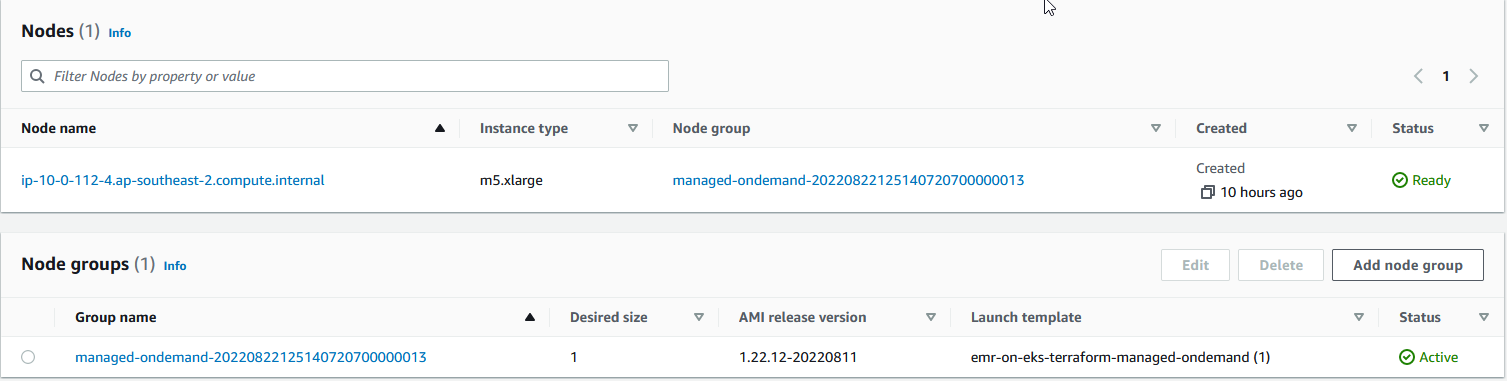 Nodes (1) Info
Filter Nodes by property or value
1
Node name Instance type Node group Created Status
Created
ip-10-0-112-4.ap-southeast-2.compute.internal m5.xlarge managed-ondemand-20220822125140720700000013 10 hours ago Ready
Node groups (1) Info Edit Delete Add node group
Group name Desired size AMI release version Launch template Status
managed-ondemand-20220822125140720700000013 1 1.22.12-20220811 emr-on-eks-terraform-managed-ondemand (1) Active